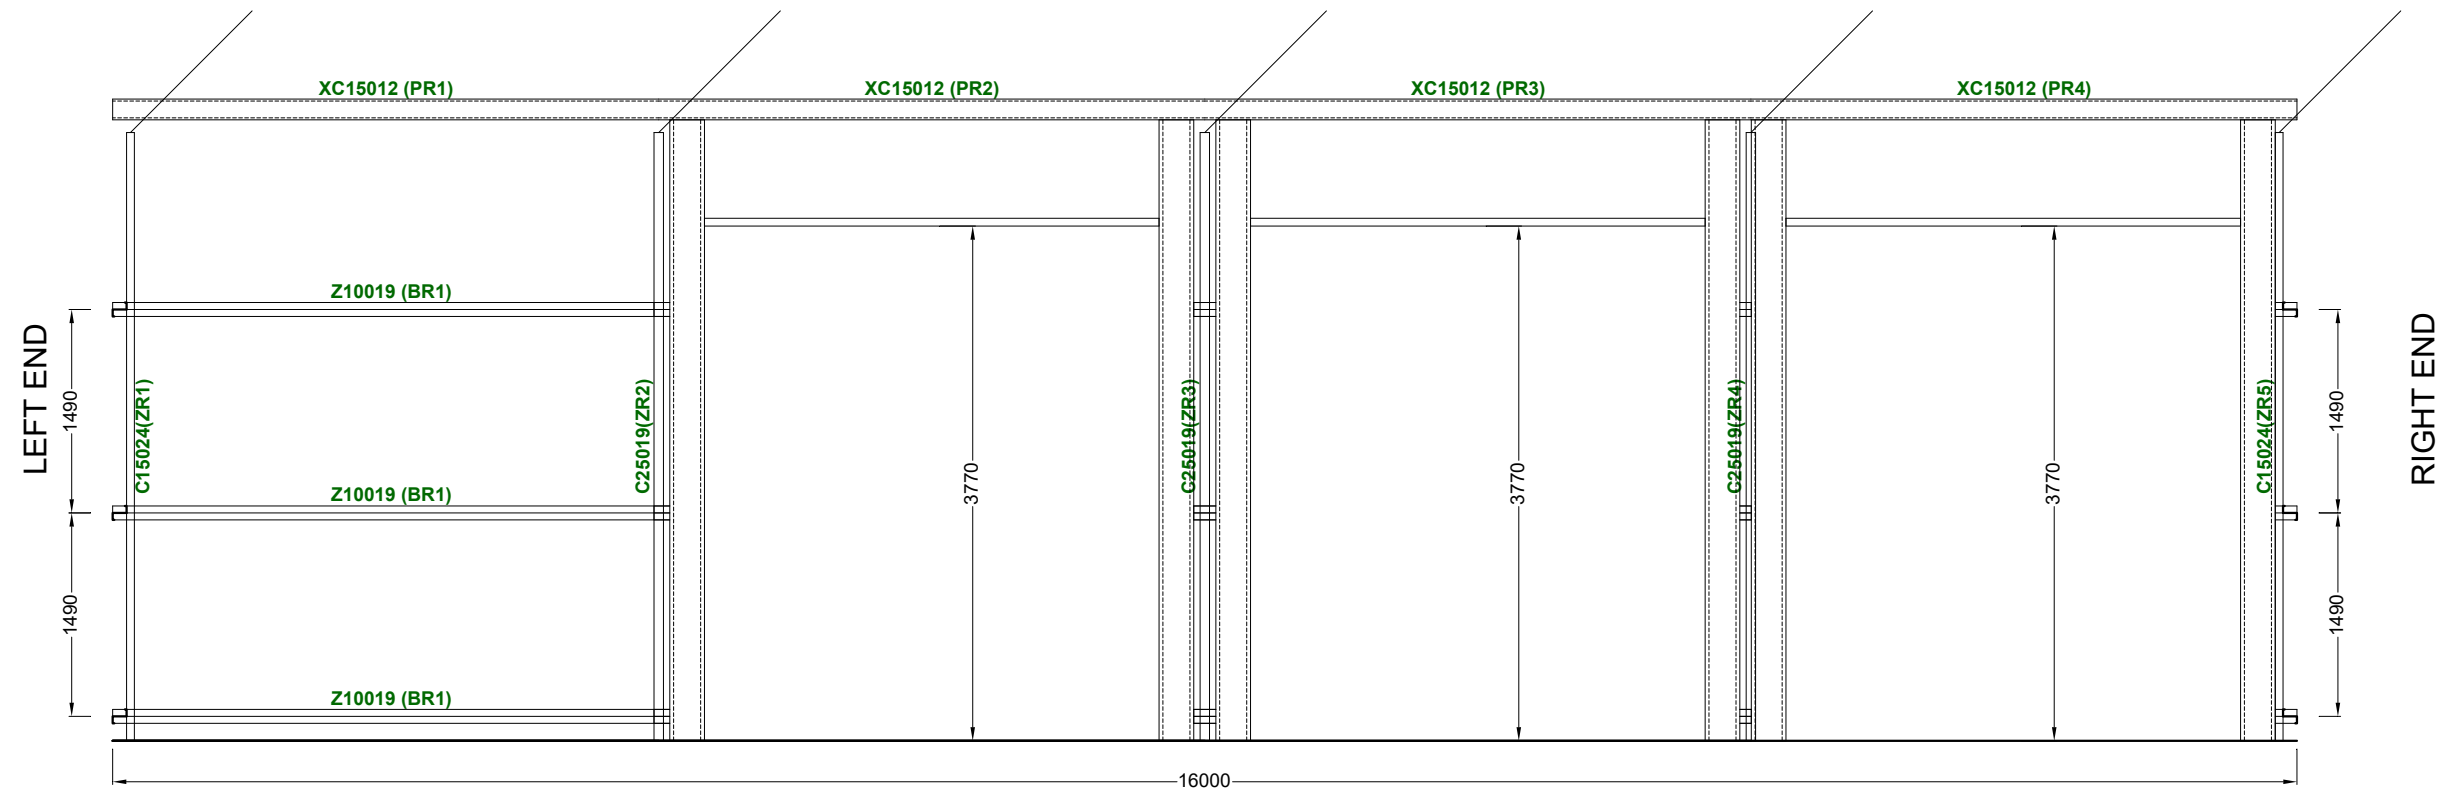 XC15012 (PR1)
XC15012 (PR2)
XC15012 (PR3)
XC15012 (PR4)
Z10019 (BR1)
LEFT END
1490
C15024(ZR1)
C25019(ZR2)
C25019(ZR3)
C25019(ZR4)
C15024(ZR5)
1490
RIGHT END
3770
3770
3770
Z10019 (BR1)
1490
1490
Z10019 (BR1)
16000